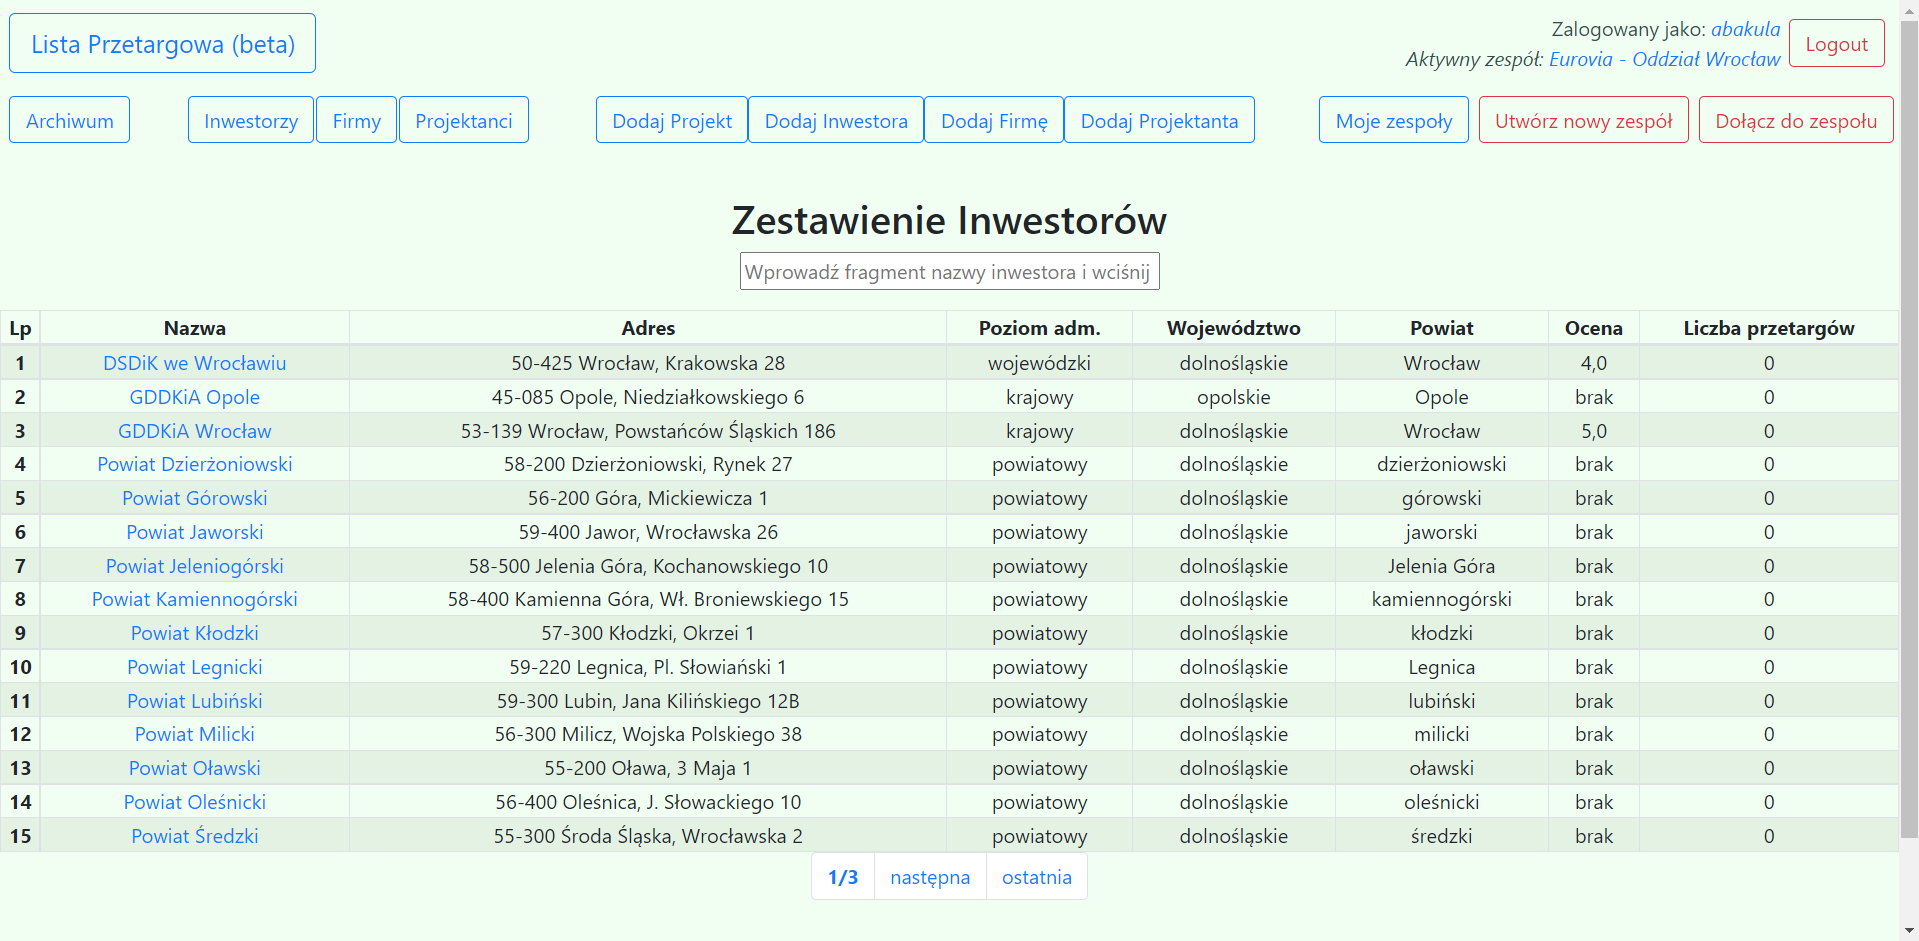 Lista Przetargowa (beta)
Zalogowany jako: abakula
Aktywny zespół: Eurovia - Oddział Wrocław
Logout
Archiwum Inwestorzy Firmy Projektanci Dodaj Projekt Dodaj Inwestora Dodaj Firmę Dodaj Projektanta Moje zespoły Utwórz nowy zespół Dołącz do zespołu
Zestawienie Inwestorów
Wprowadź fragment nazwy inwestora i wciśnij
Lp Nazwa Adres Poziom adm. Województwo Powiat Ocena Liczba przetargów
1 DSDiK we Wrocławiu 50-425 Wrocław, Krakowska 28 wojewódzki dolnośląskie Wrocław 4,0 0
2 GDDKiA Opole 45-085 Opole, Niedziałkowskiego 6 krajowy opolskie Opole brak 0
3 GDDKiA Wrocław 53-139 Wrocław, Powstańców Śląskich 186 krajowy dolnośląskie Wrocław 5,0 0
4 Powiat Dzierżoniowski 58-200 Dzierżoniowski, Rynek 27 powiatowy dolnośląskie dzierżoniowski brak 0
5 Powiat Górowski 56-200 Góra, Mickiewicza 1 powiatowy dolnośląskie górowski brak 0
6 Powiat Jaworski 59-400 Jawor, Wrocławska 26 powiatowy dolnośląskie jaworski brak 0
7 Powiat Jeleniogórski 58-500 Jelenia Góra, Kochanowskiego 10 powiatowy dolnośląskie Jelenia Góra brak 0
8 Powiat Kamiennogórski 58-400 Kamienna Góra, Wł. Broniewskiego 15 powiatowy dolnośląskie kamiennogórski brak 0
9 Powiat Kłodzki 57-300 Kłodzki, Okrzei 1 powiatowy dolnośląskie kłodzki brak 0
10 Powiat Legnicki 59-220 Legnica, Pl. Słowiański 1 powiatowy dolnośląskie Legnica brak 0
11 Powiat Lubiński 59-300 Lubin, Jana Kilińskiego 12B powiatowy dolnośląskie lubiński brak 0
12 Powiat Milicki 56-300 Milicz, Wojska Polskiego 38 powiatowy dolnośląskie milicki brak 0
13 Powiat Oławski 55-200 Oława, 3 Maja 1 powiatowy dolnośląskie oławski brak 0
14 Powiat Oleśnicki 56-400 Oleśnica, J. Słowackiego 10 powiatowy dolnośląskie oleśnicki brak 0
15 Powiat Średzki 55-300 Środa Śląska, Wrocławska 2 powiatowy dolnośląskie średzki brak 0
1/3 następna ostatnia